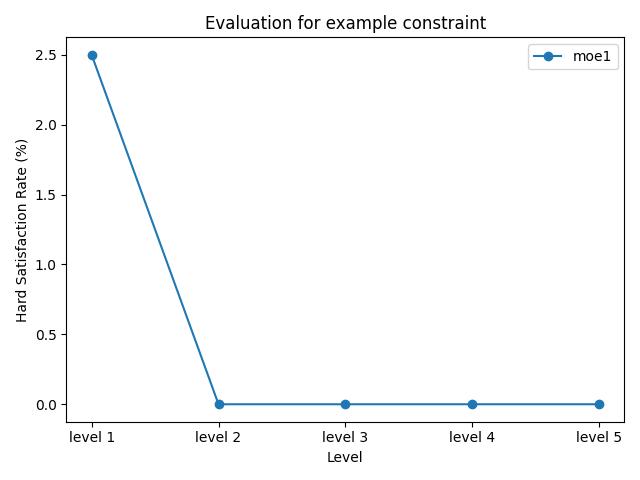 Evaluation for example constraint
moe1
Hard Satisfaction Rate (%)
2.5
2.0
1.5
1.0
0.5
0.0
level 1 level 2 level 3 level 4 level 5
Level